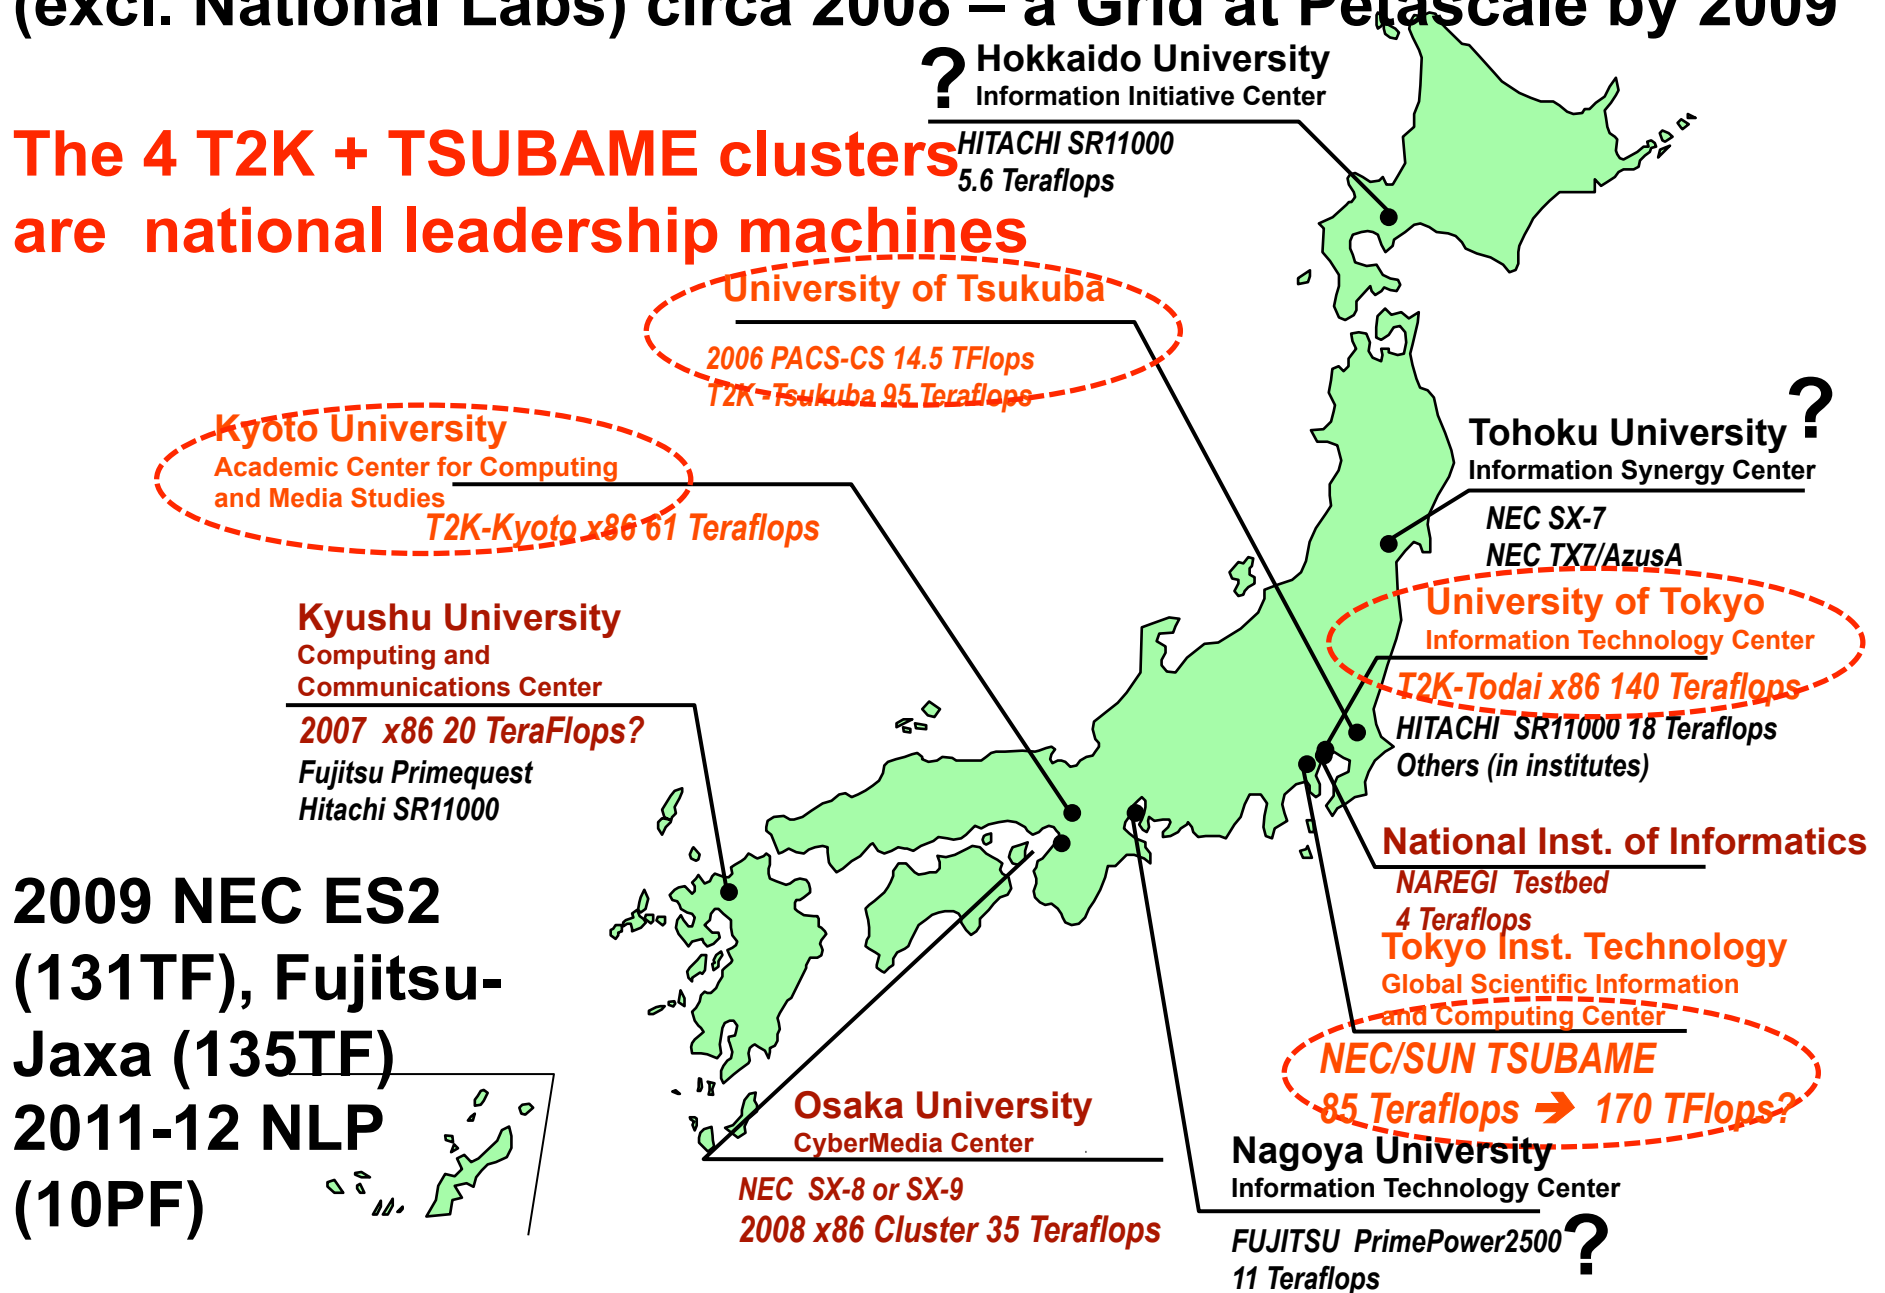 (excl. National Labs) circa 2008 – a Grid at Petascale by 2009
? Hokkaido University
Information Initiative Center
HITACHI SR11000
5.6 Teraflops
The 4 T2K + TSUBAME clusters
are national leadership machines
University of Tsukuba
2006 PACS-CS 14.5 TFlops
T2K -Tsukuba 95 Teraflops
Kyoto University
Academic Center for Computing
and Media Studies
T2K-Kyoto x86 61 Teraflops
Tohoku University ?
Information Synergy Center
NEC SX-7
NEC TX7/AzusA
University of Tokyo
Information Technology Center
T2K-Todai x86 140 Teraflops
HITACHI SR11000 18 Teraflops
Others (in institutes)
Kyushu University
Computing and
Communications Center
2007 x86 20 TeraFlops?
Fujitsu Primequest
Hitachi SR11000
National Inst. of Informatics
NAREGI Testbed
4 Teraflops
Tokyo Inst. Technology
Global Scientific Information
and Computing Center
NEC/SUN TSUBAME
85 Teraflops ➔ 170 TFlops?
2009 NEC ES2
(131TF), Fujitsu-
Jaxa (135TF)
2011-12 NLP
(10PF)
Osaka University
CyberMedia Center
NEC SX-8 or SX-9
2008 x86 Cluster 35 Teraflops
Nagoya University
Information Technology Center
FUJITSU PrimePower2500 ?
11 Teraflops